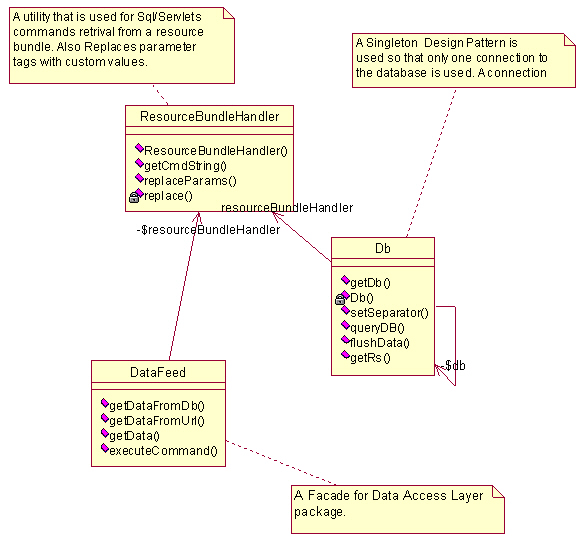 A utility that is used for Sql/Servlets
commands retrival from a resource
bundle. Also Replaces parameter
tags with custom values.
A Singleton Design Pattern is
used so that only one connection to
the database is used. A connection
ResourceBundleHandler
ResourceBundleHandler()
getCmdString()
replaceParams()
replace()
resourceBundleHandler
-$resourceBundleHandler
Db
getDb()
Db()
setSeparator()
queryDB()
flushData()
getRs()
-$db
DataFeed
getDataFromDb()
getDataFromUrl()
getData()
executeCommand()
A Facade for Data Access Layer
package.